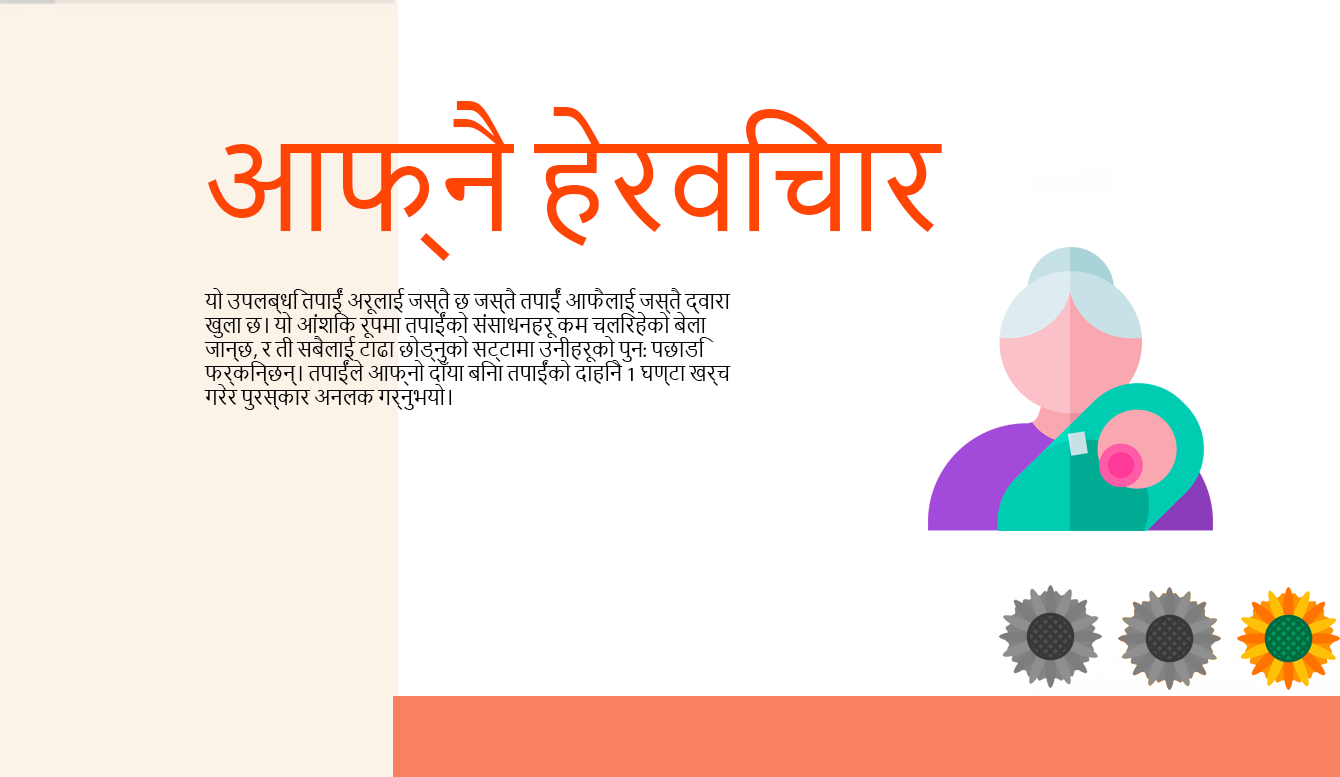 आफ्नै हेरविचार
यो उपलब्धि तपाईं अरूलाई जस्तै छ जस्तै तपाईं आफैलाई जस्तै द्वारा
खुला छ। यो आंशिक रूपमा तपाईंको संसाधनहरू कम चलिरहेको बेला
जान्छ, र ती सबैलाई टाढा छोड्नुको सट्टामा उनीहरूको पुन: पछाडि
फर्कन्छिन्। तपाईंले आफ्नो दाँया बिना तपाईंको दाहिने 1 घण्टा खर्च
गरेर पुरस्कार अनलक गर्नुभयो।